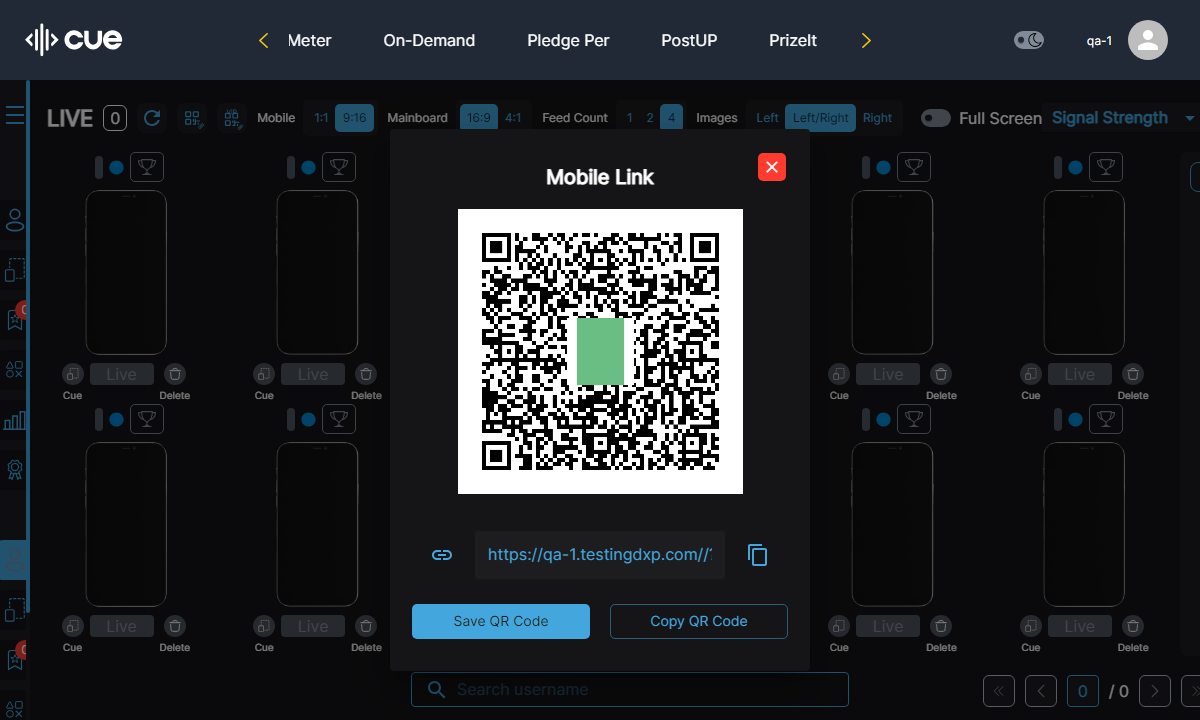 cue
Meter On-Demand Pledge Per PostUP PrizeIt
qa-1
LIVE 0 Mobile 1:1 9:16 Mainboard 16:9 4:1 Feed Count 1 2 4 Images Left Left/Right Right Full Screen Signal Strength
Mobile Link
Live Live Live Live
Cue Delete Cue Delete Cue Delete Cue Delete
https://qa-1.testingdxp.com//
Save QR Code Copy QR Code
Live Live Live Live
Cue Delete Cue Delete Cue Delete Cue Delete
Search username
0 / 0